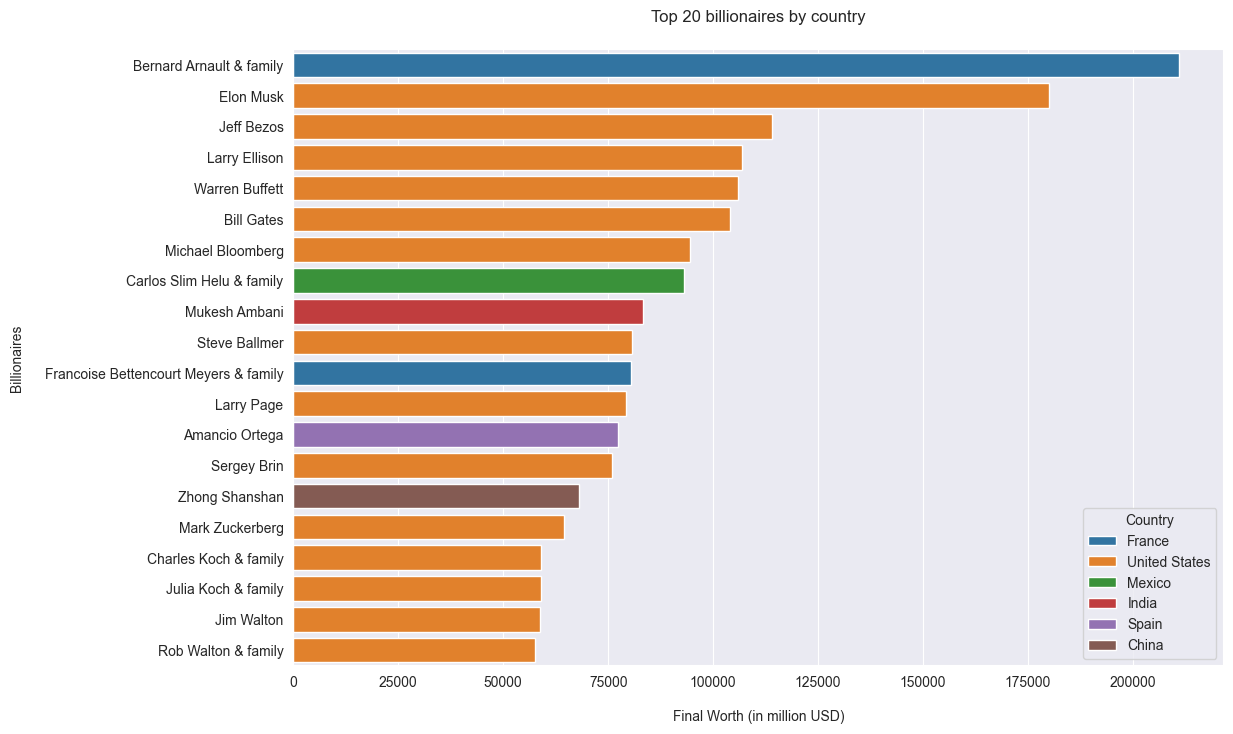 Top 20 billionaires by country
Billionaires
Bernard Arnault & family
Elon Musk
Jeff Bezos
Larry Ellison
Warren Buffett
Bill Gates
Michael Bloomberg
Carlos Slim Helu & family
Mukesh Ambani
Steve Ballmer
Francoise Bettencourt Meyers & family
Larry Page
Amancio Ortega
Sergey Brin
Zhong Shanshan
Mark Zuckerberg
Charles Koch & family
Julia Koch & family
Jim Walton
Rob Walton & family
Country
France
United States
Mexico
India
Spain
China
0 25000 50000 75000 100000 125000 150000 175000 200000
Final Worth (in million USD)